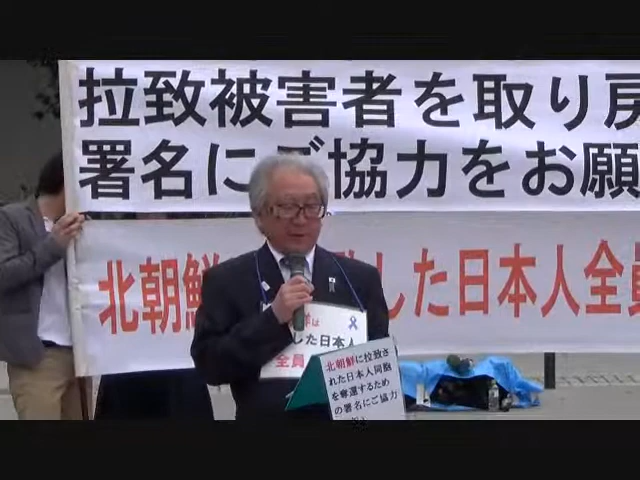 拉致被害者を取り戻
署名にご協力をお願
北朝鮮
した日本人全員
は
した日本人
全員
北朝鮮に拉致さ
れた日本人同胞
を奪還するため
の署名にご協力